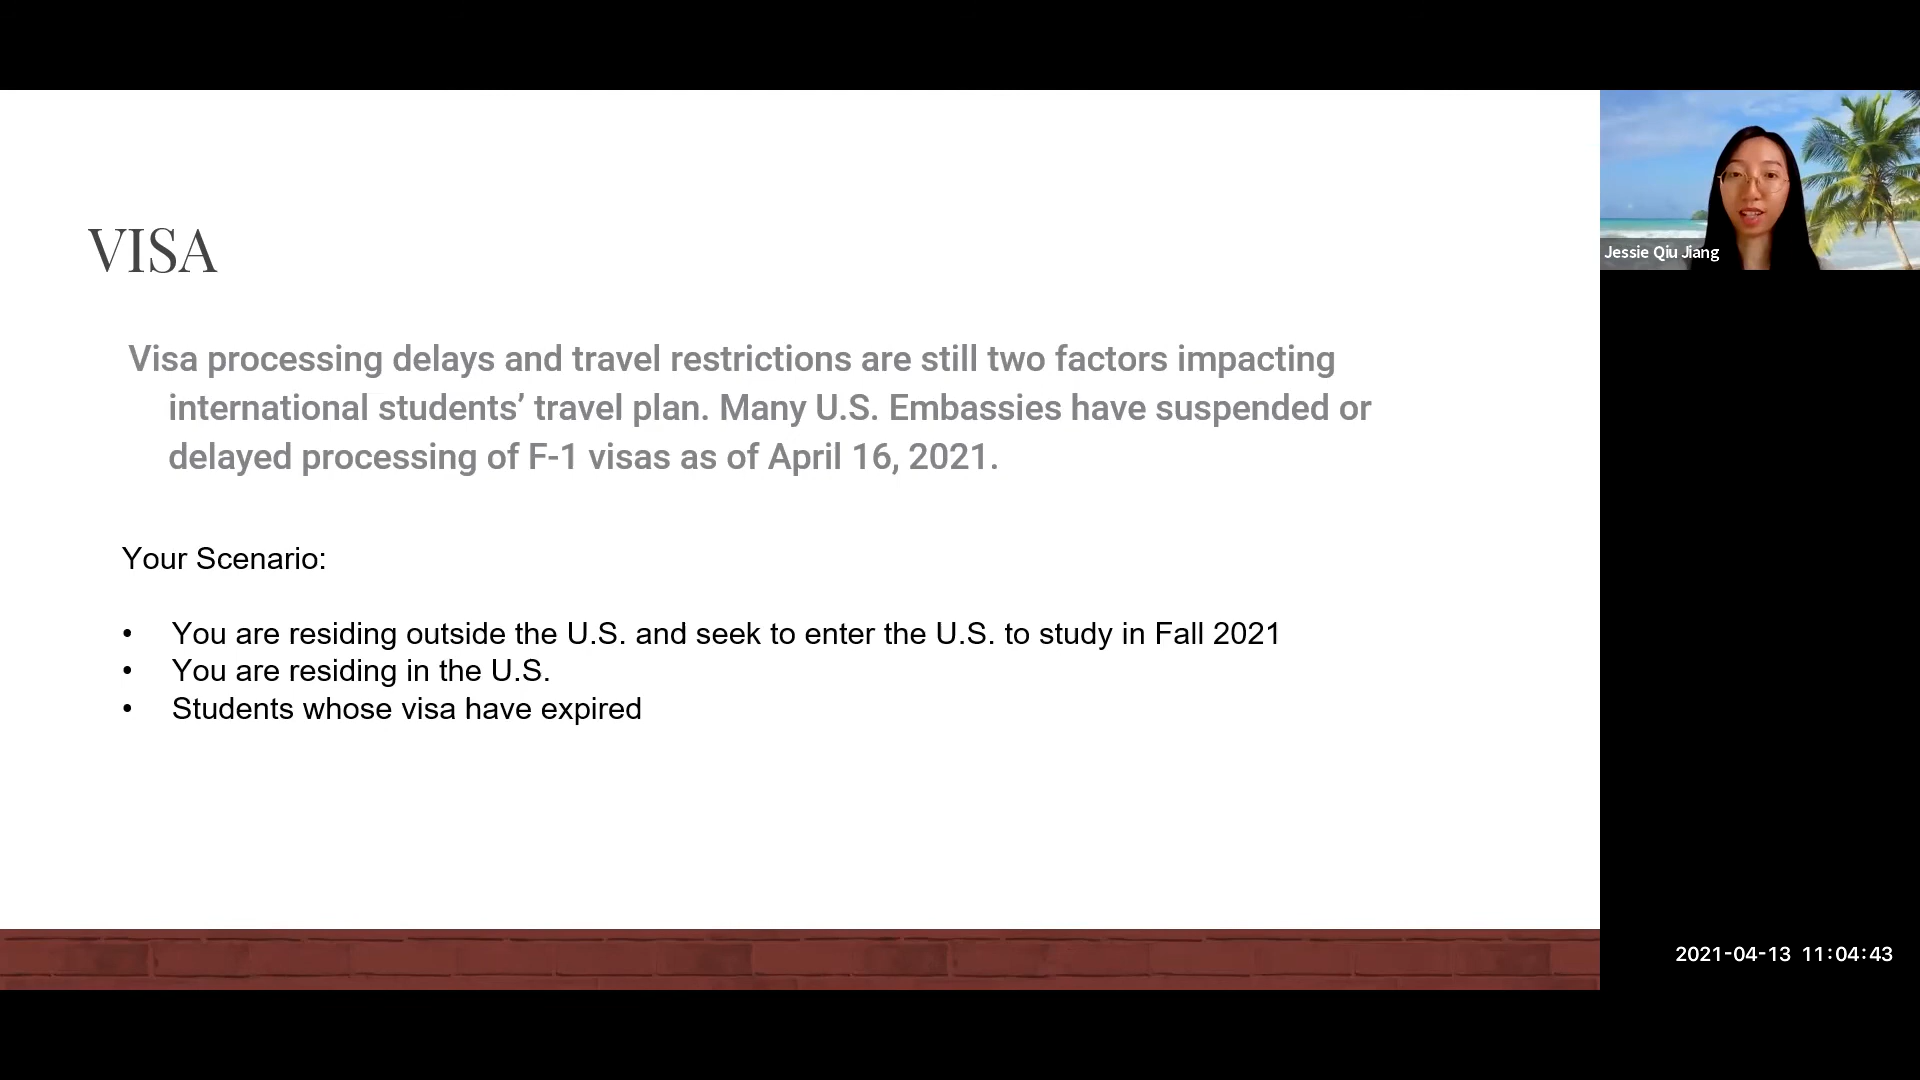 VISA
Visa processing delays and travel restrictions are still two factors impacting
international students’ travel plan. Many U.S. Embassies have suspended or
delayed processing of F-1 visas as of April 16, 2021.
Your Scenario:
• You are residing outside the U.S. and seek to enter the U.S. to study in Fall 2021
• You are residing in the U.S.
• Students whose visa have expired
Jessie Qiu Jiang
2021-04-13 11:04:43